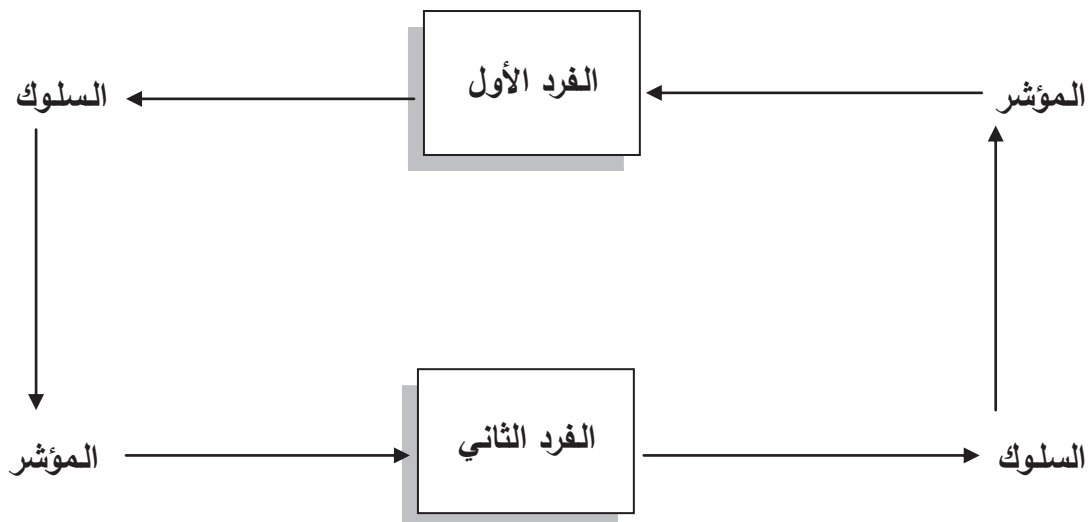 المؤشر
الفرد الأول
السلوك
السلوك
الفرد الثاني
المؤشر